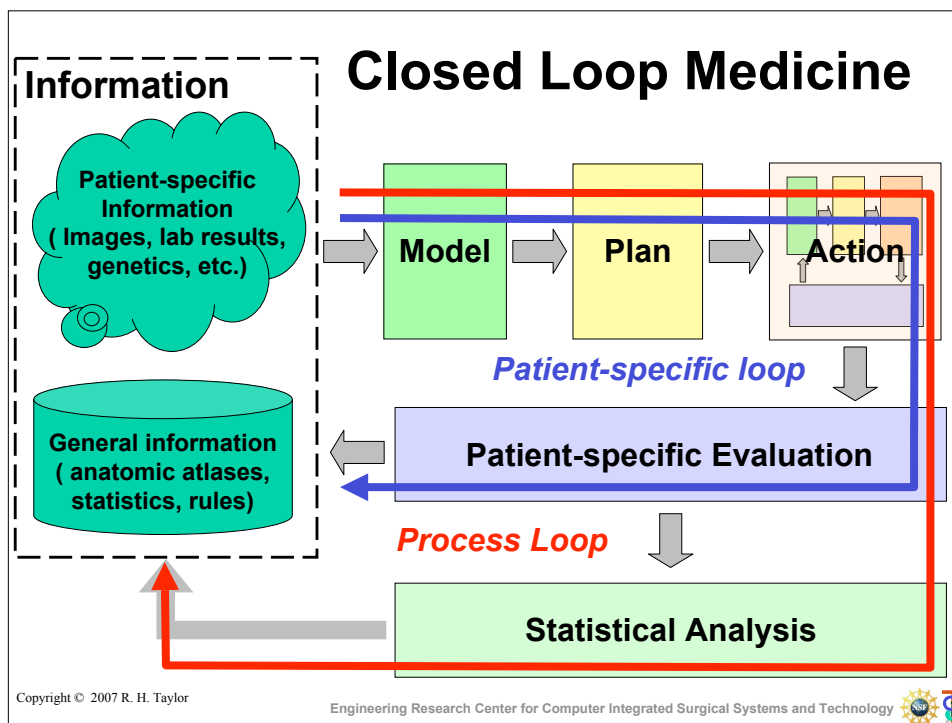 Closed Loop Medicine
Information
Patient-specific
Information
( Images, lab results,
genetics, etc.)
Model
Plan
Action
Patient-specific loop
General information
( anatomic atlases,
statistics, rules)
Patient-specific Evaluation
Process Loop
Statistical Analysis
Copyright © 2007 R. H. Taylor
Engineering Research Center for Computer Integrated Surgical Systems and Technology
NSF